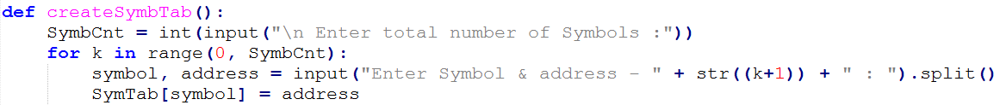 def createSymbTab():
    SymbCnt = int(input("\n Enter total number of Symbols :"))
    for k in range(0, SymbCnt):
        symbol, address = input("Enter Symbol & address - " + str((k+1)) + " : ").split()
        SymTab[symbol] = address